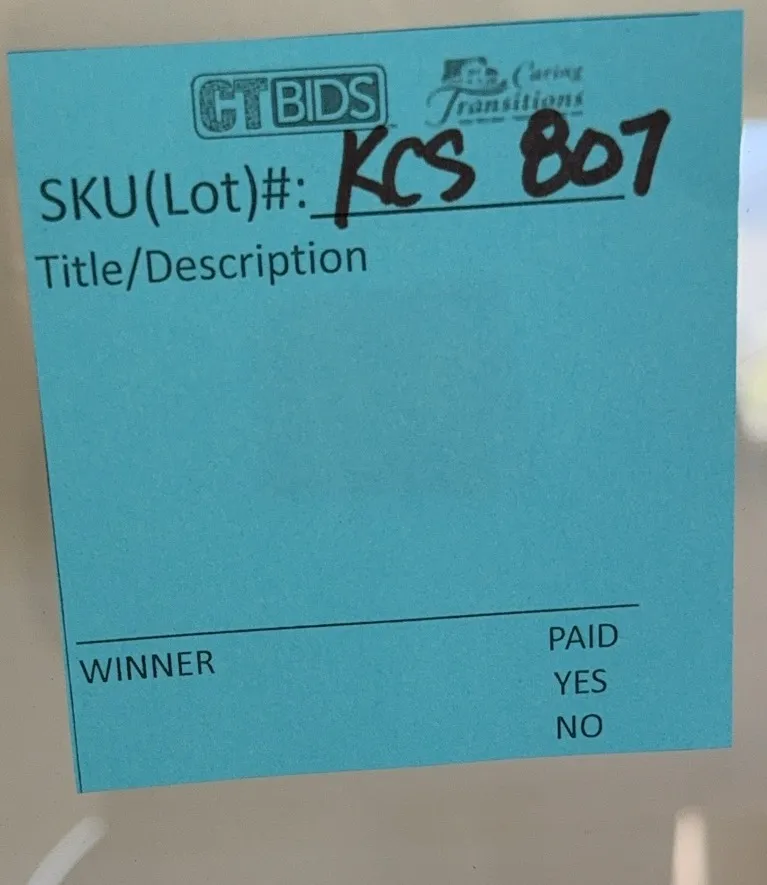 CTBIDS Caring
Transitions
SKU(Lot)#: KCS 807
Title/Description
WINNER PAID
YES
NO